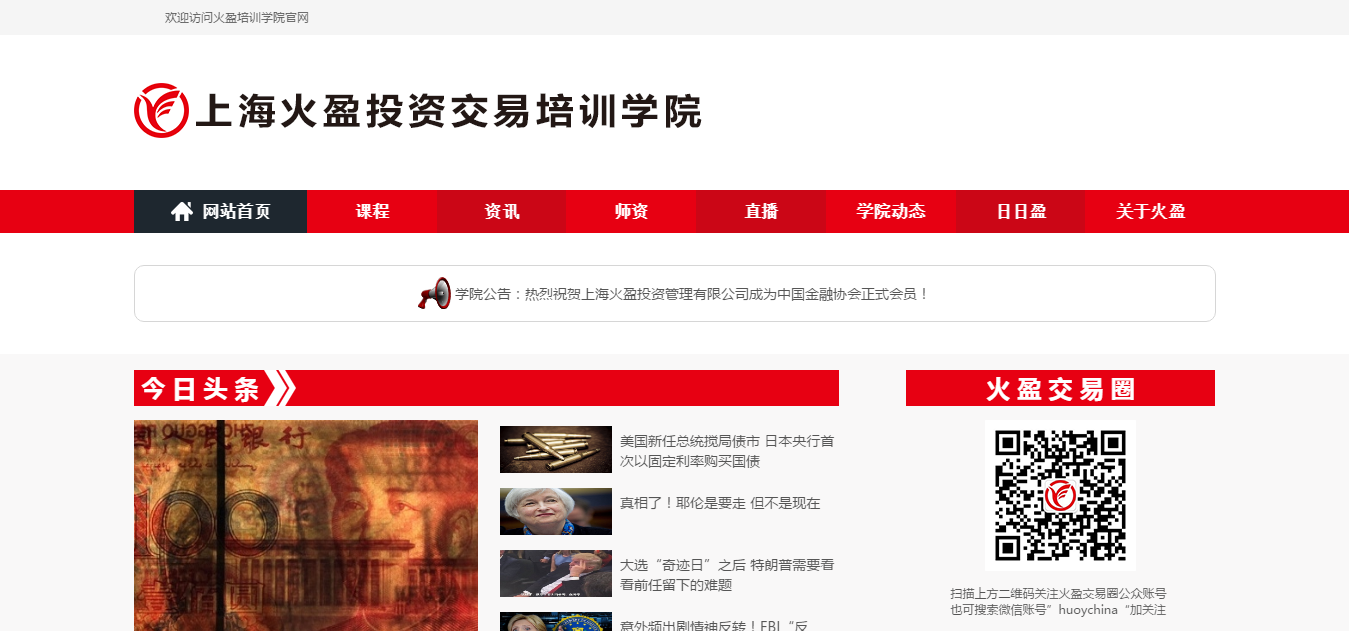 欢迎访问火盈培训学院官网
上海火盈投资交易培训学院
网站首页 课程 资讯 师资 直播 学院动态 日日盈 关于火盈
学院公告：热烈祝贺上海火盈投资管理有限公司成为中国金融协会正式会员！
今日头条
美国新任总统搅局债市 日本央行首
次以固定利率购买国债
真相了！耶伦是要走 但不是现在
大选“奇迹日”之后 特朗普需要看
看前任留下的难题
意外频出剧情神反转！FBI“反
火盈交易圈
扫描上方二维码关注火盈交易圈公众账号
也可搜索微信账号”huoychina“加关注